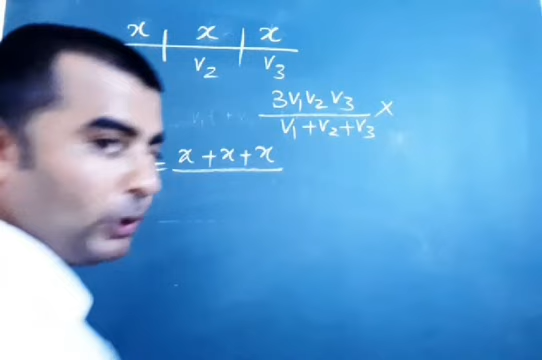 x | x | x
V2 | V3
3V1V2V3 / V1+V2+V3 ×
= x+x+x